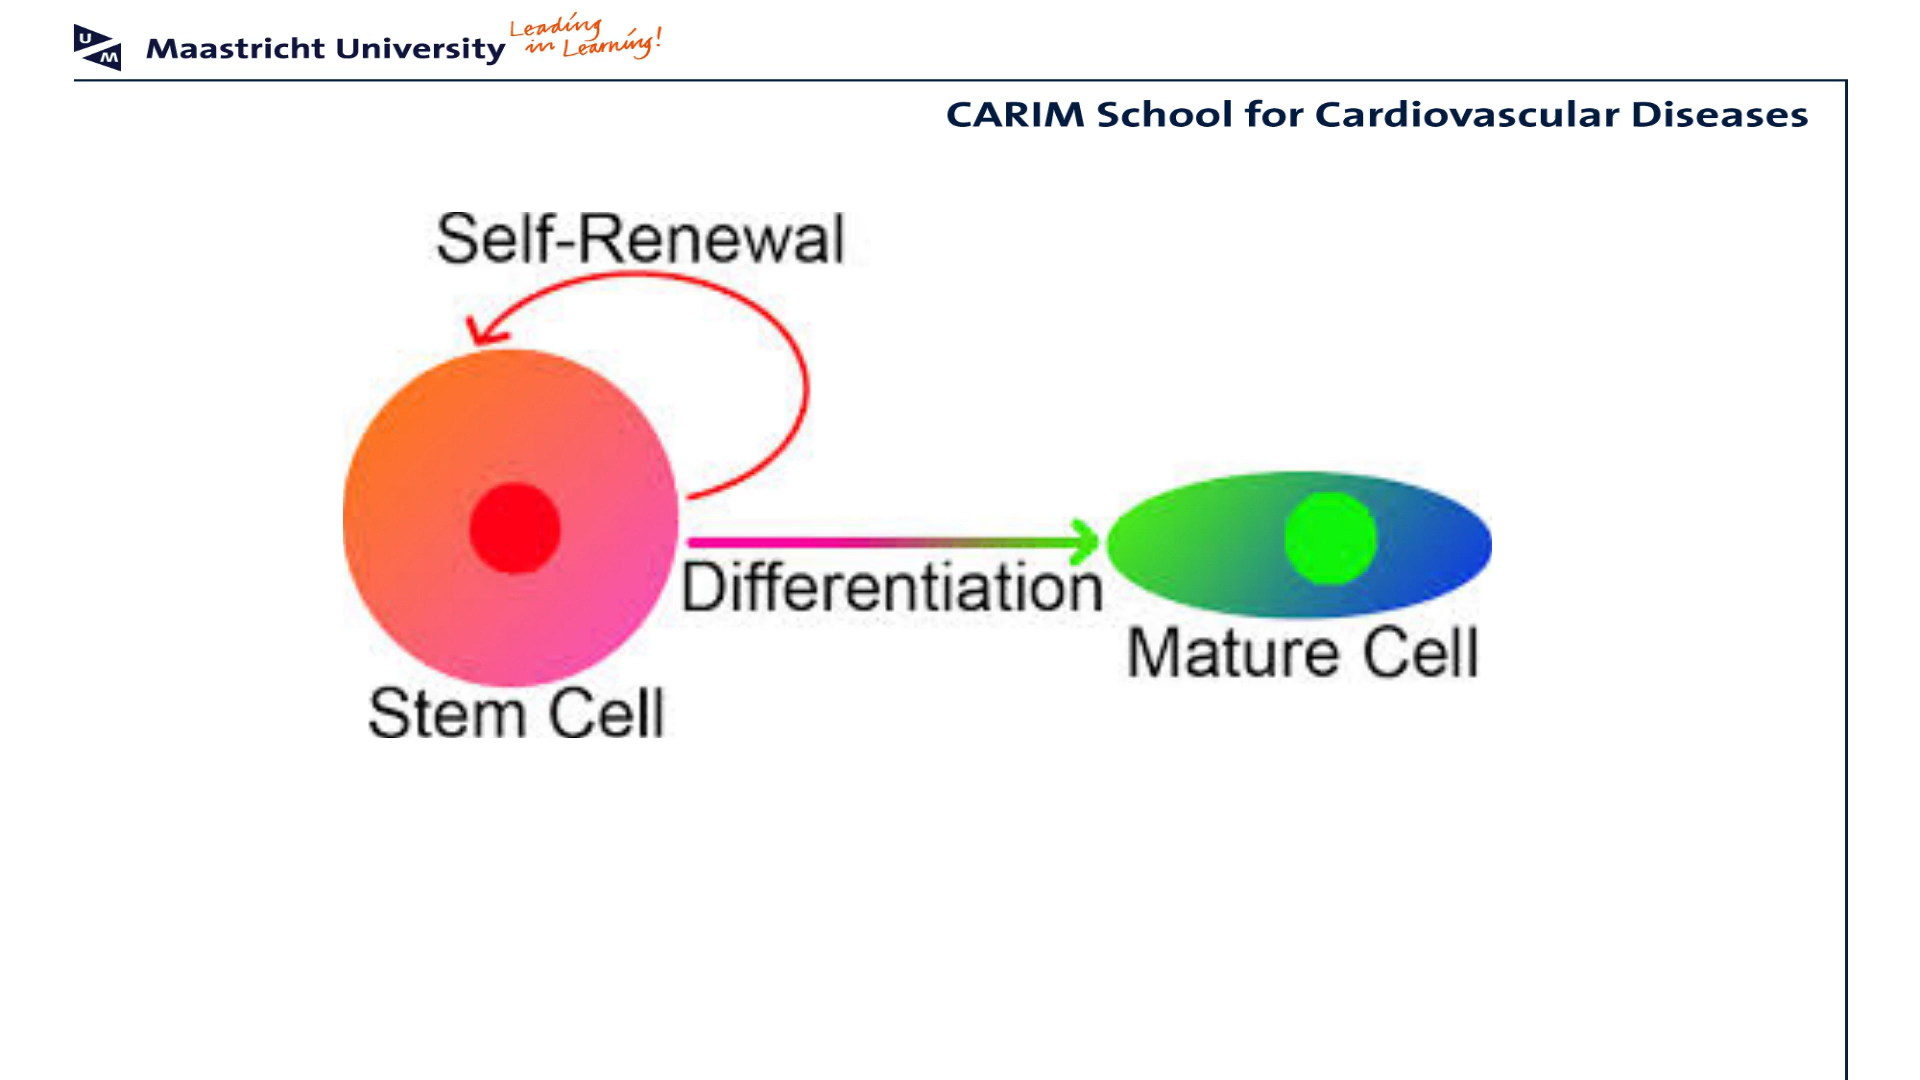 U
M
Maastricht University
Leading
in Learning!
CARIM School for Cardiovascular Diseases
Self-Renewal
Differentiation
Mature Cell
Stem Cell